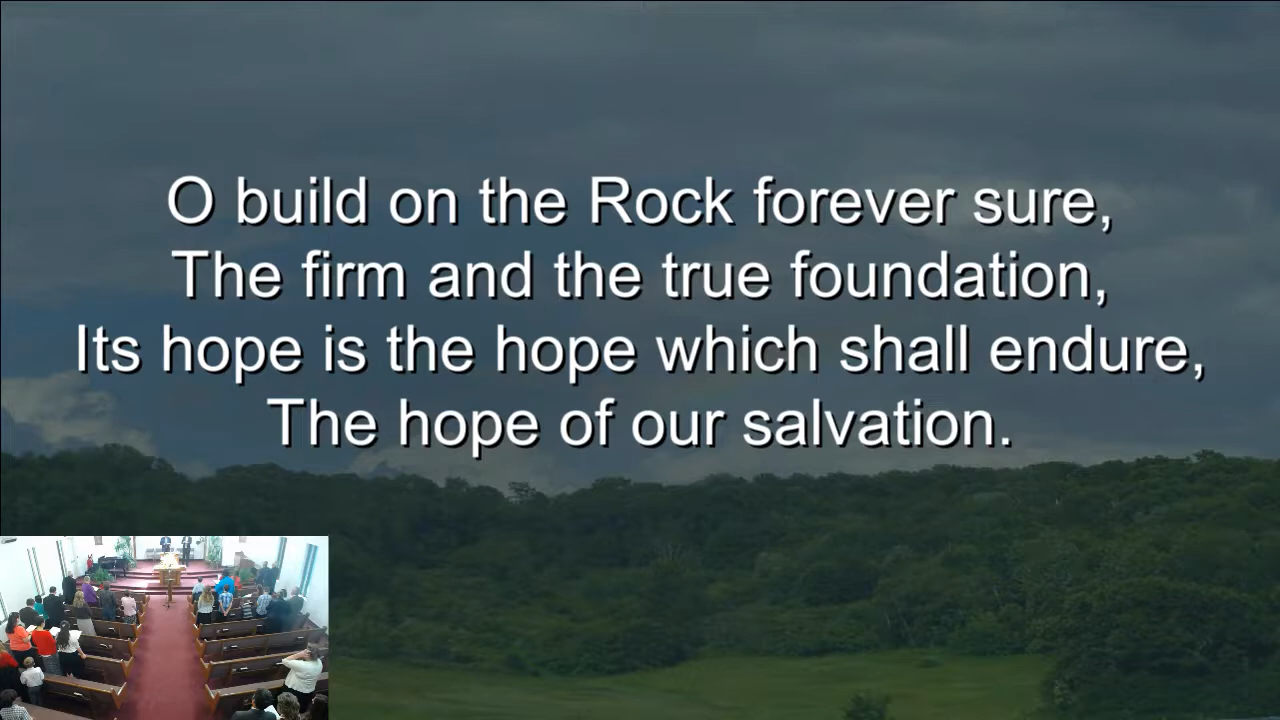 O build on the Rock forever sure,
The firm and the true foundation,
Its hope is the hope which shall endure,
The hope of our salvation.